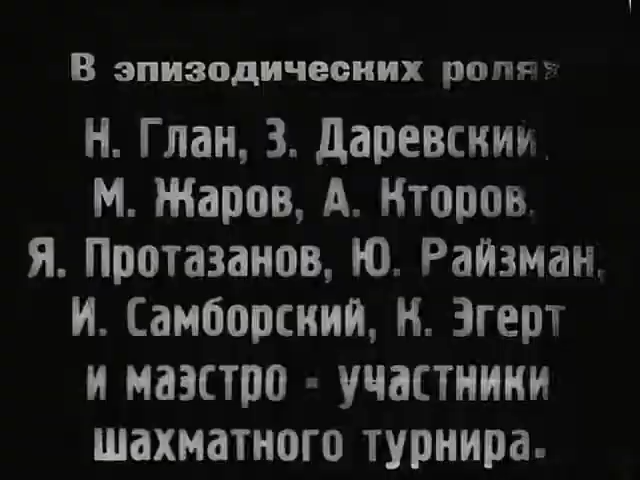 В эпизодических ролях
Н. Глан, З. Даревский,
М. Жаров, А. Кторов,
Я. Протазанов, Ю. Райзман,
И. Самборский, К. Эгерт
и маэстро - участники
шахматного турнира.